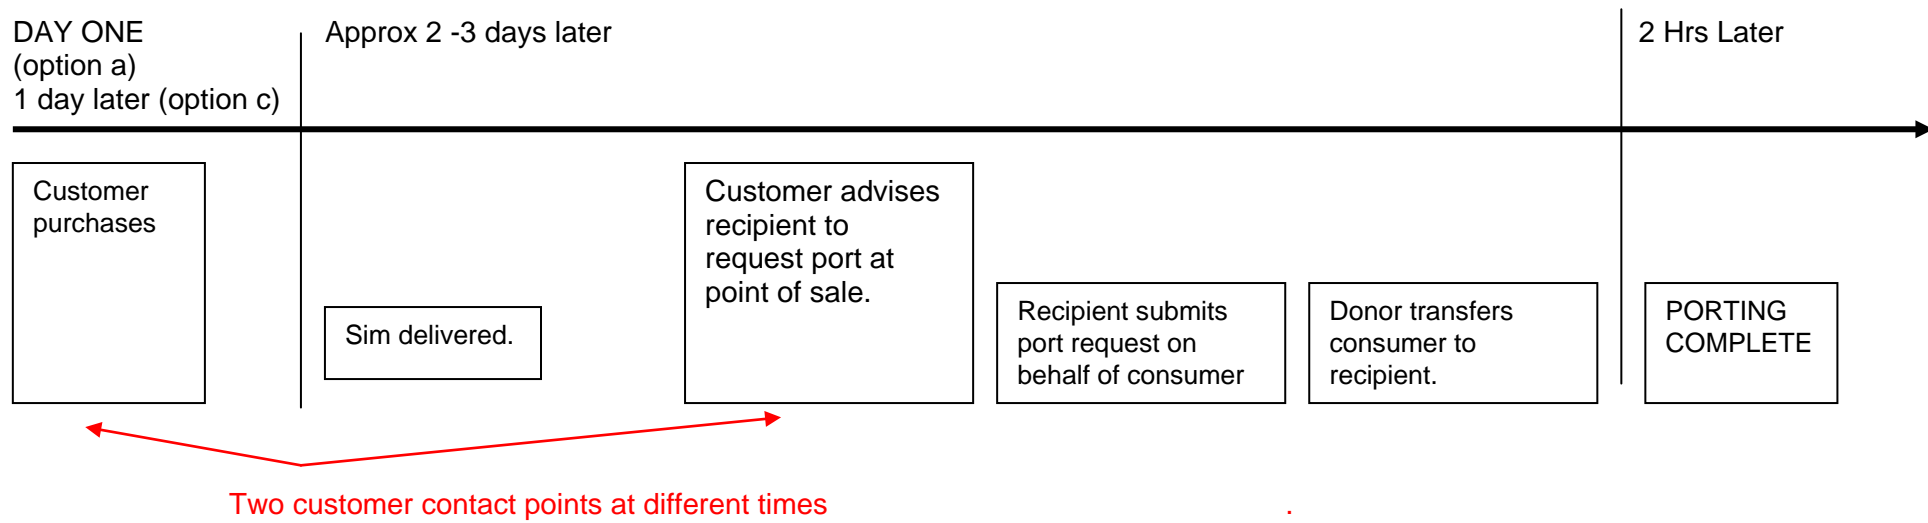 DAY ONE
(option a)
1 day later (option c)
Approx 2 -3 days later
2 Hrs Later
Customer
purchases
Sim delivered.
Customer advises
recipient to
request port at
point of sale.
Recipient submits
port request on
behalf of consumer
Donor transfers
consumer to
recipient.
PORTING
COMPLETE
Two customer contact points at different times .